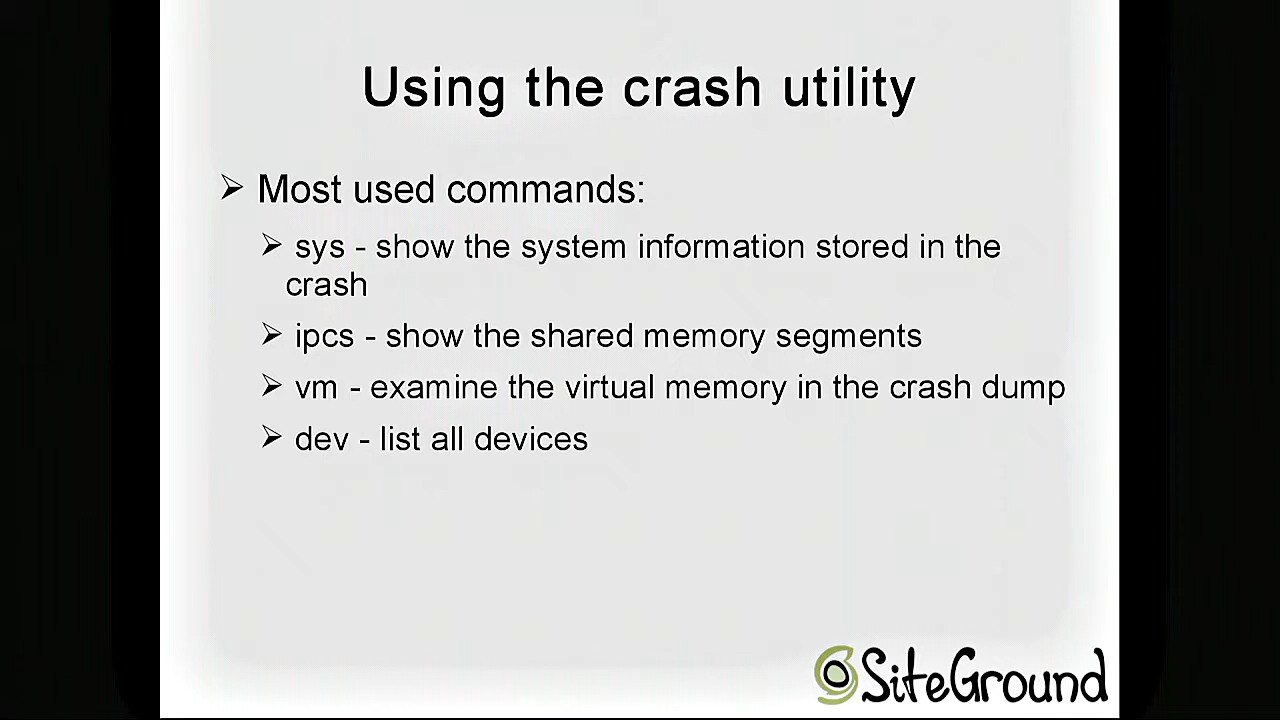 Using the crash utility
➢ Most used commands:
➢ sys - show the system information stored in the
crash
➢ ipcs - show the shared memory segments
➢ vm - examine the virtual memory in the crash dump
➢ dev - list all devices
SiteGround